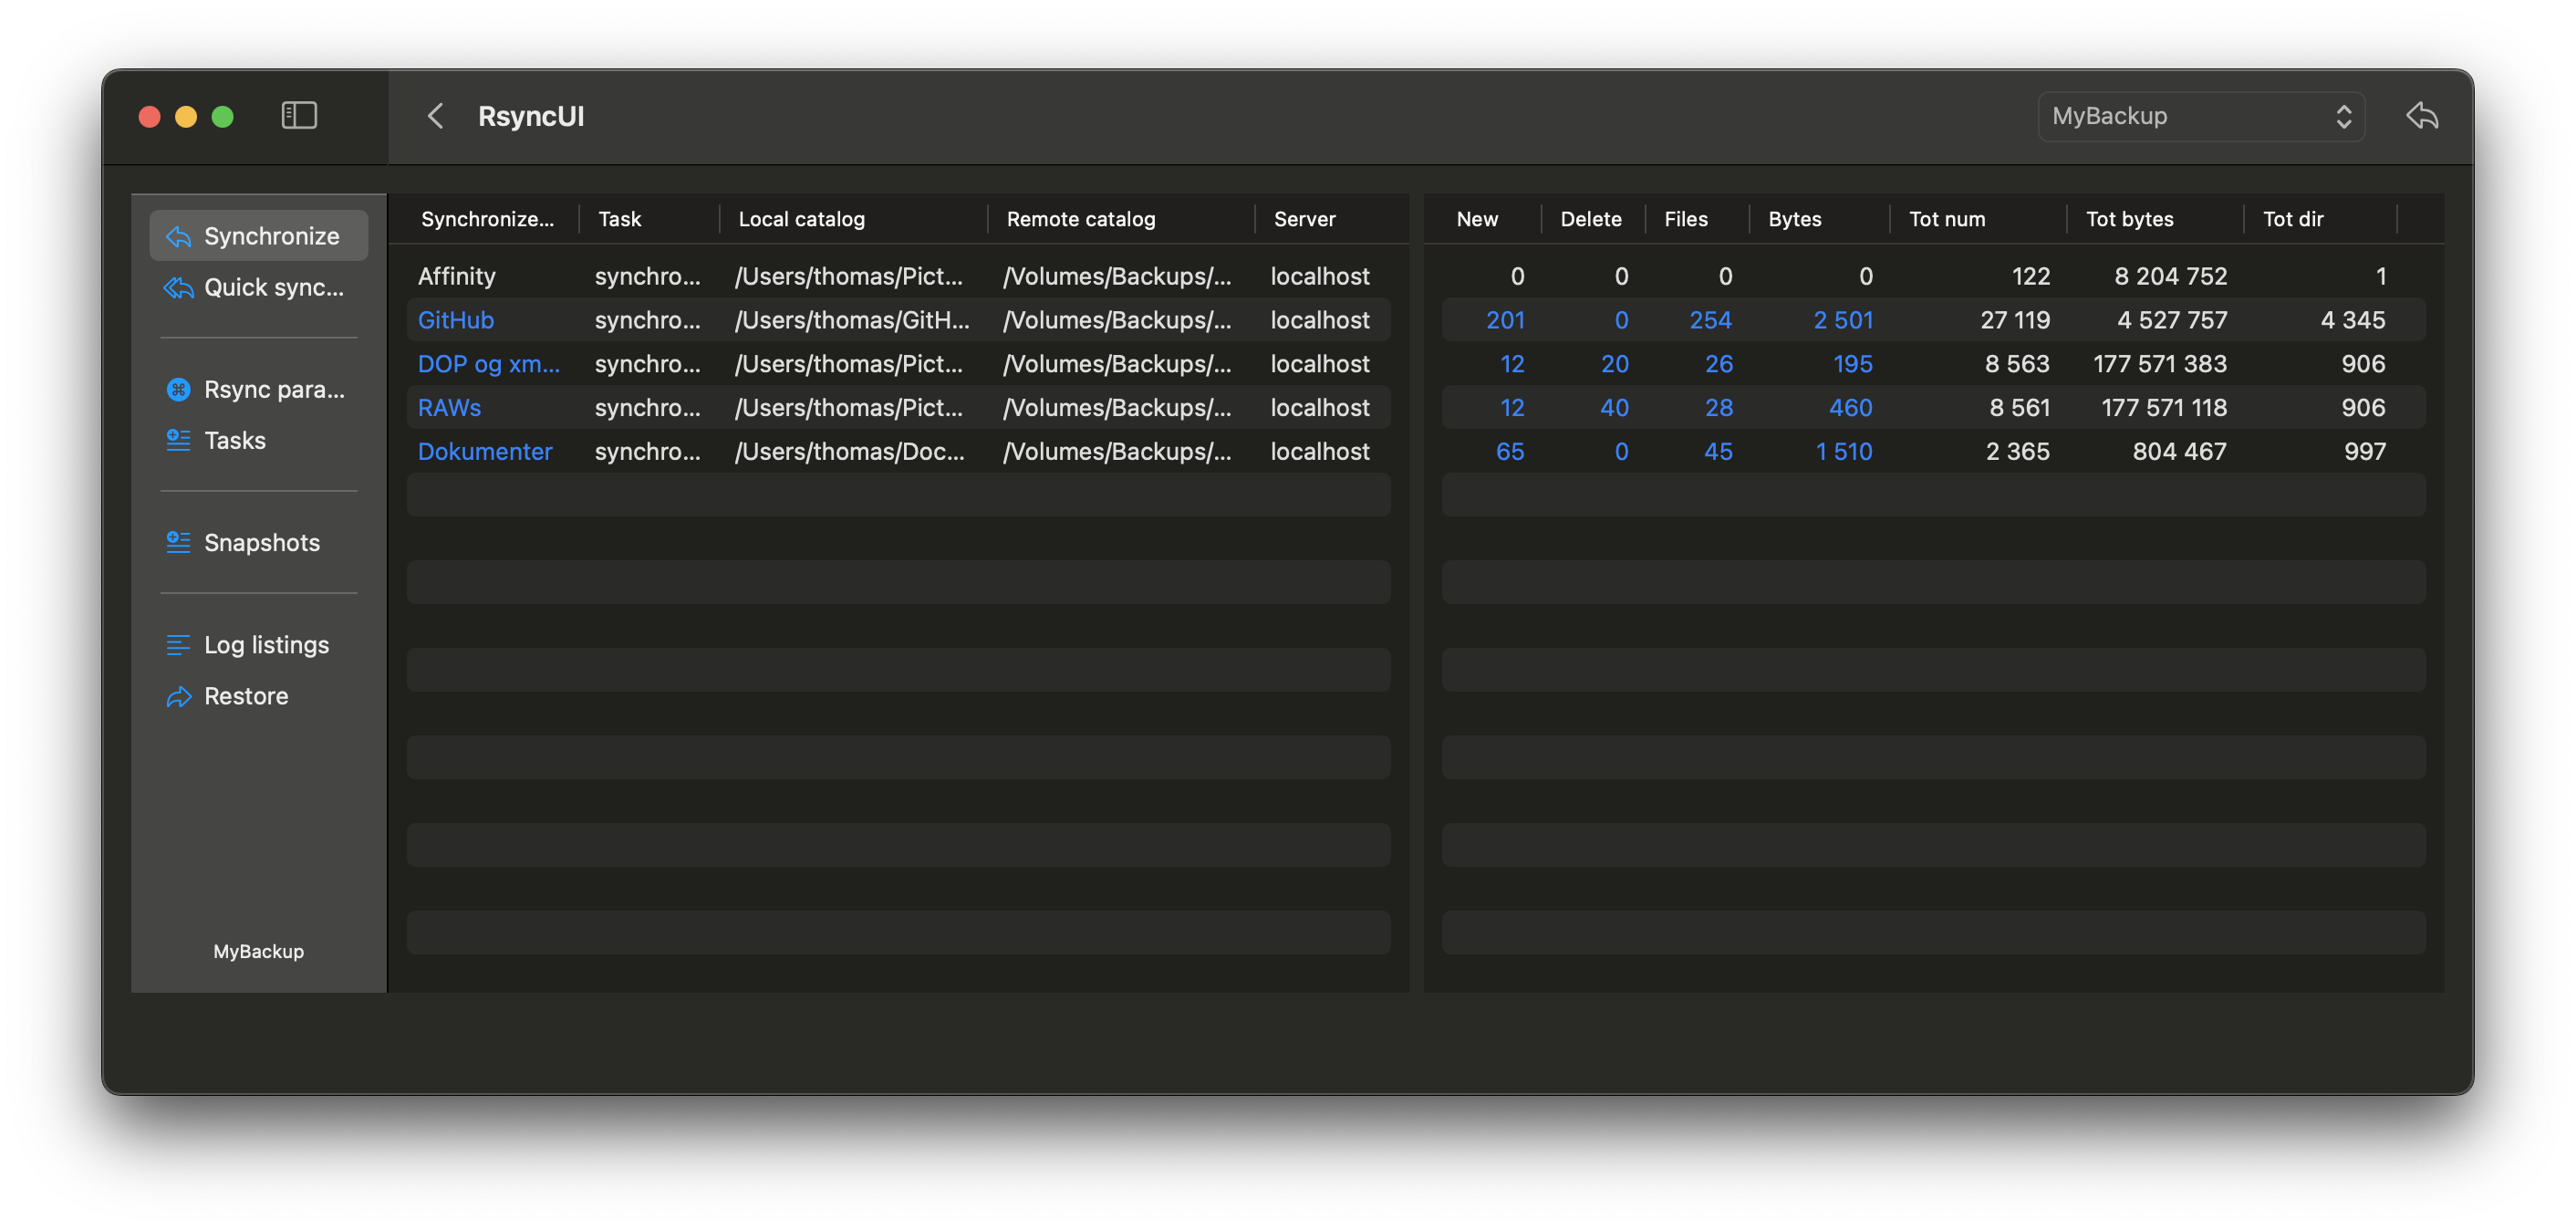 RsyncUI
MyBackup
Synchronize
Quick sync...
Rsync para...
Tasks
Snapshots
Log listings
Restore
MyBackup
Synchronize... Task Local catalog Remote catalog Server
Affinity synchro... /Users/thomas/Pict... /Volumes/Backups/... localhost
GitHub synchro... /Users/thomas/GitH... /Volumes/Backups/... localhost
DOP og xm... synchro... /Users/thomas/Pict... /Volumes/Backups/... localhost
RAWs synchro... /Users/thomas/Pict... /Volumes/Backups/... localhost
Dokumenter synchro... /Users/thomas/Doc... /Volumes/Backups/... localhost
New Delete Files Bytes Tot num Tot bytes Tot dir
0 0 0 0 122 8 204 752 1
201 0 254 2 501 27 119 4 527 757 4 345
12 20 26 195 8 563 177 571 383 906
12 40 28 460 8 561 177 571 118 906
65 0 45 1 510 2 365 804 467 997